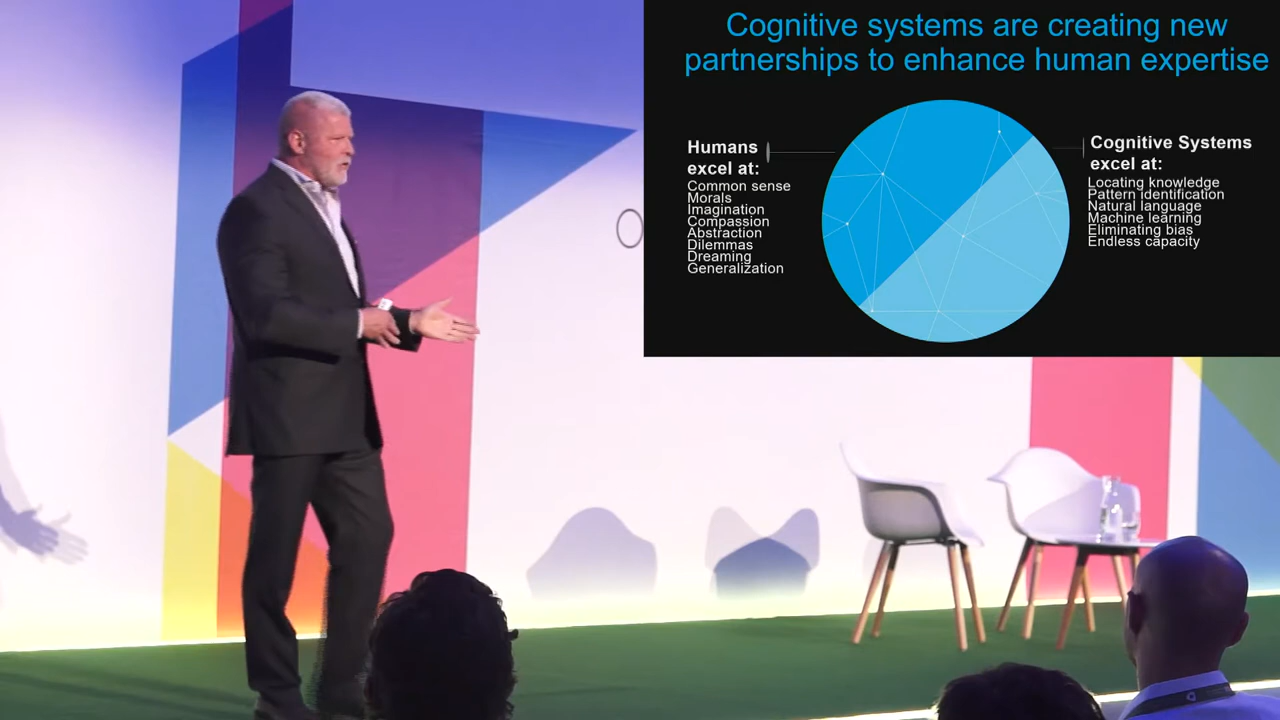 Cognitive systems are creating new
partnerships to enhance human expertise
Humans
excel at:
Common sense
Morals
Imagination
Compassion
Abstraction
Dilemmas
Dreaming
Generalization
Cognitive Systems
excel at:
Locating knowledge
Pattern identification
Natural language
Machine learning
Eliminating bias
Endless capacity